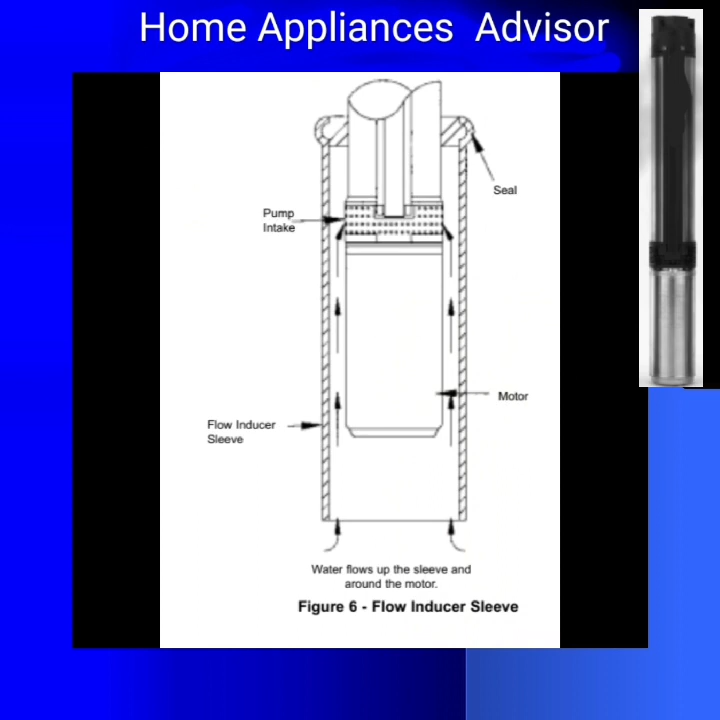 Home Appliances  Advisor
Seal
Pump
Intake
Motor
Flow Inducer
Sleeve
Water flows up the sleeve and
around the motor.
Figure 6 - Flow Inducer Sleeve